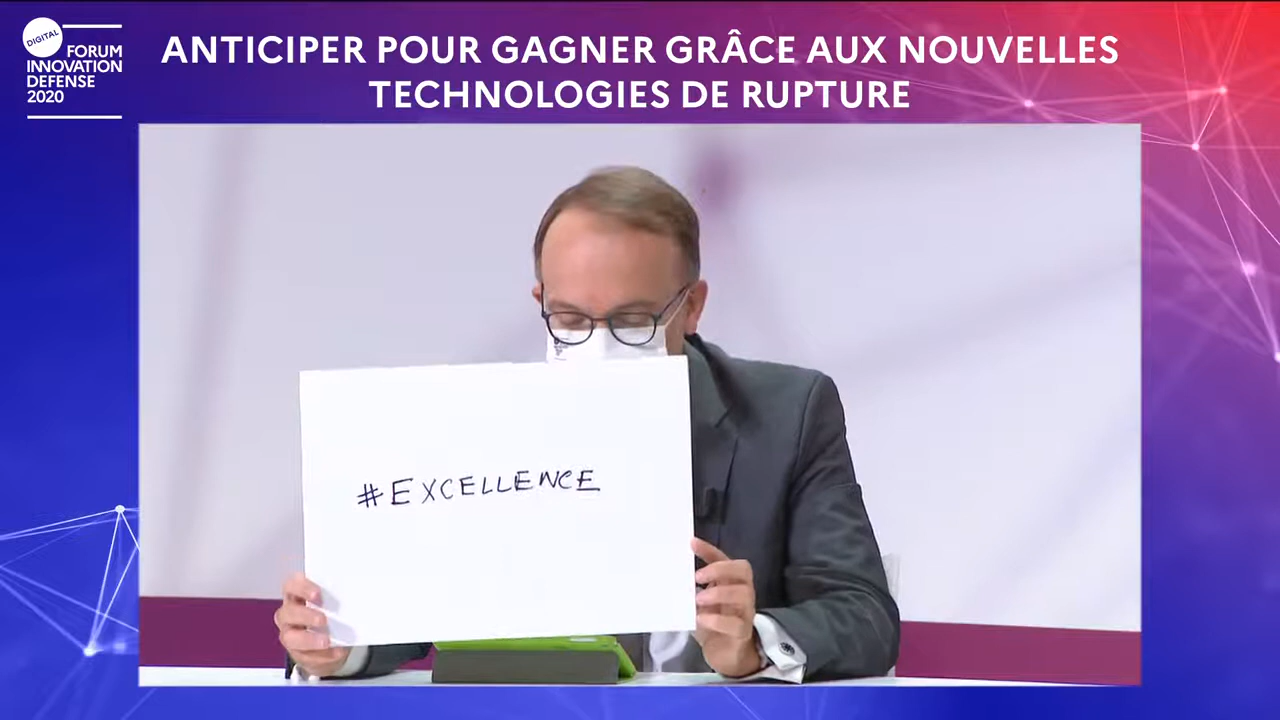 DIGITAL
FORUM
INNOVATION
DEFENSE
2020
ANTICIPER POUR GAGNER GRÂCE AUX NOUVELLES
TECHNOLOGIES DE RUPTURE
#EXCELLENCE